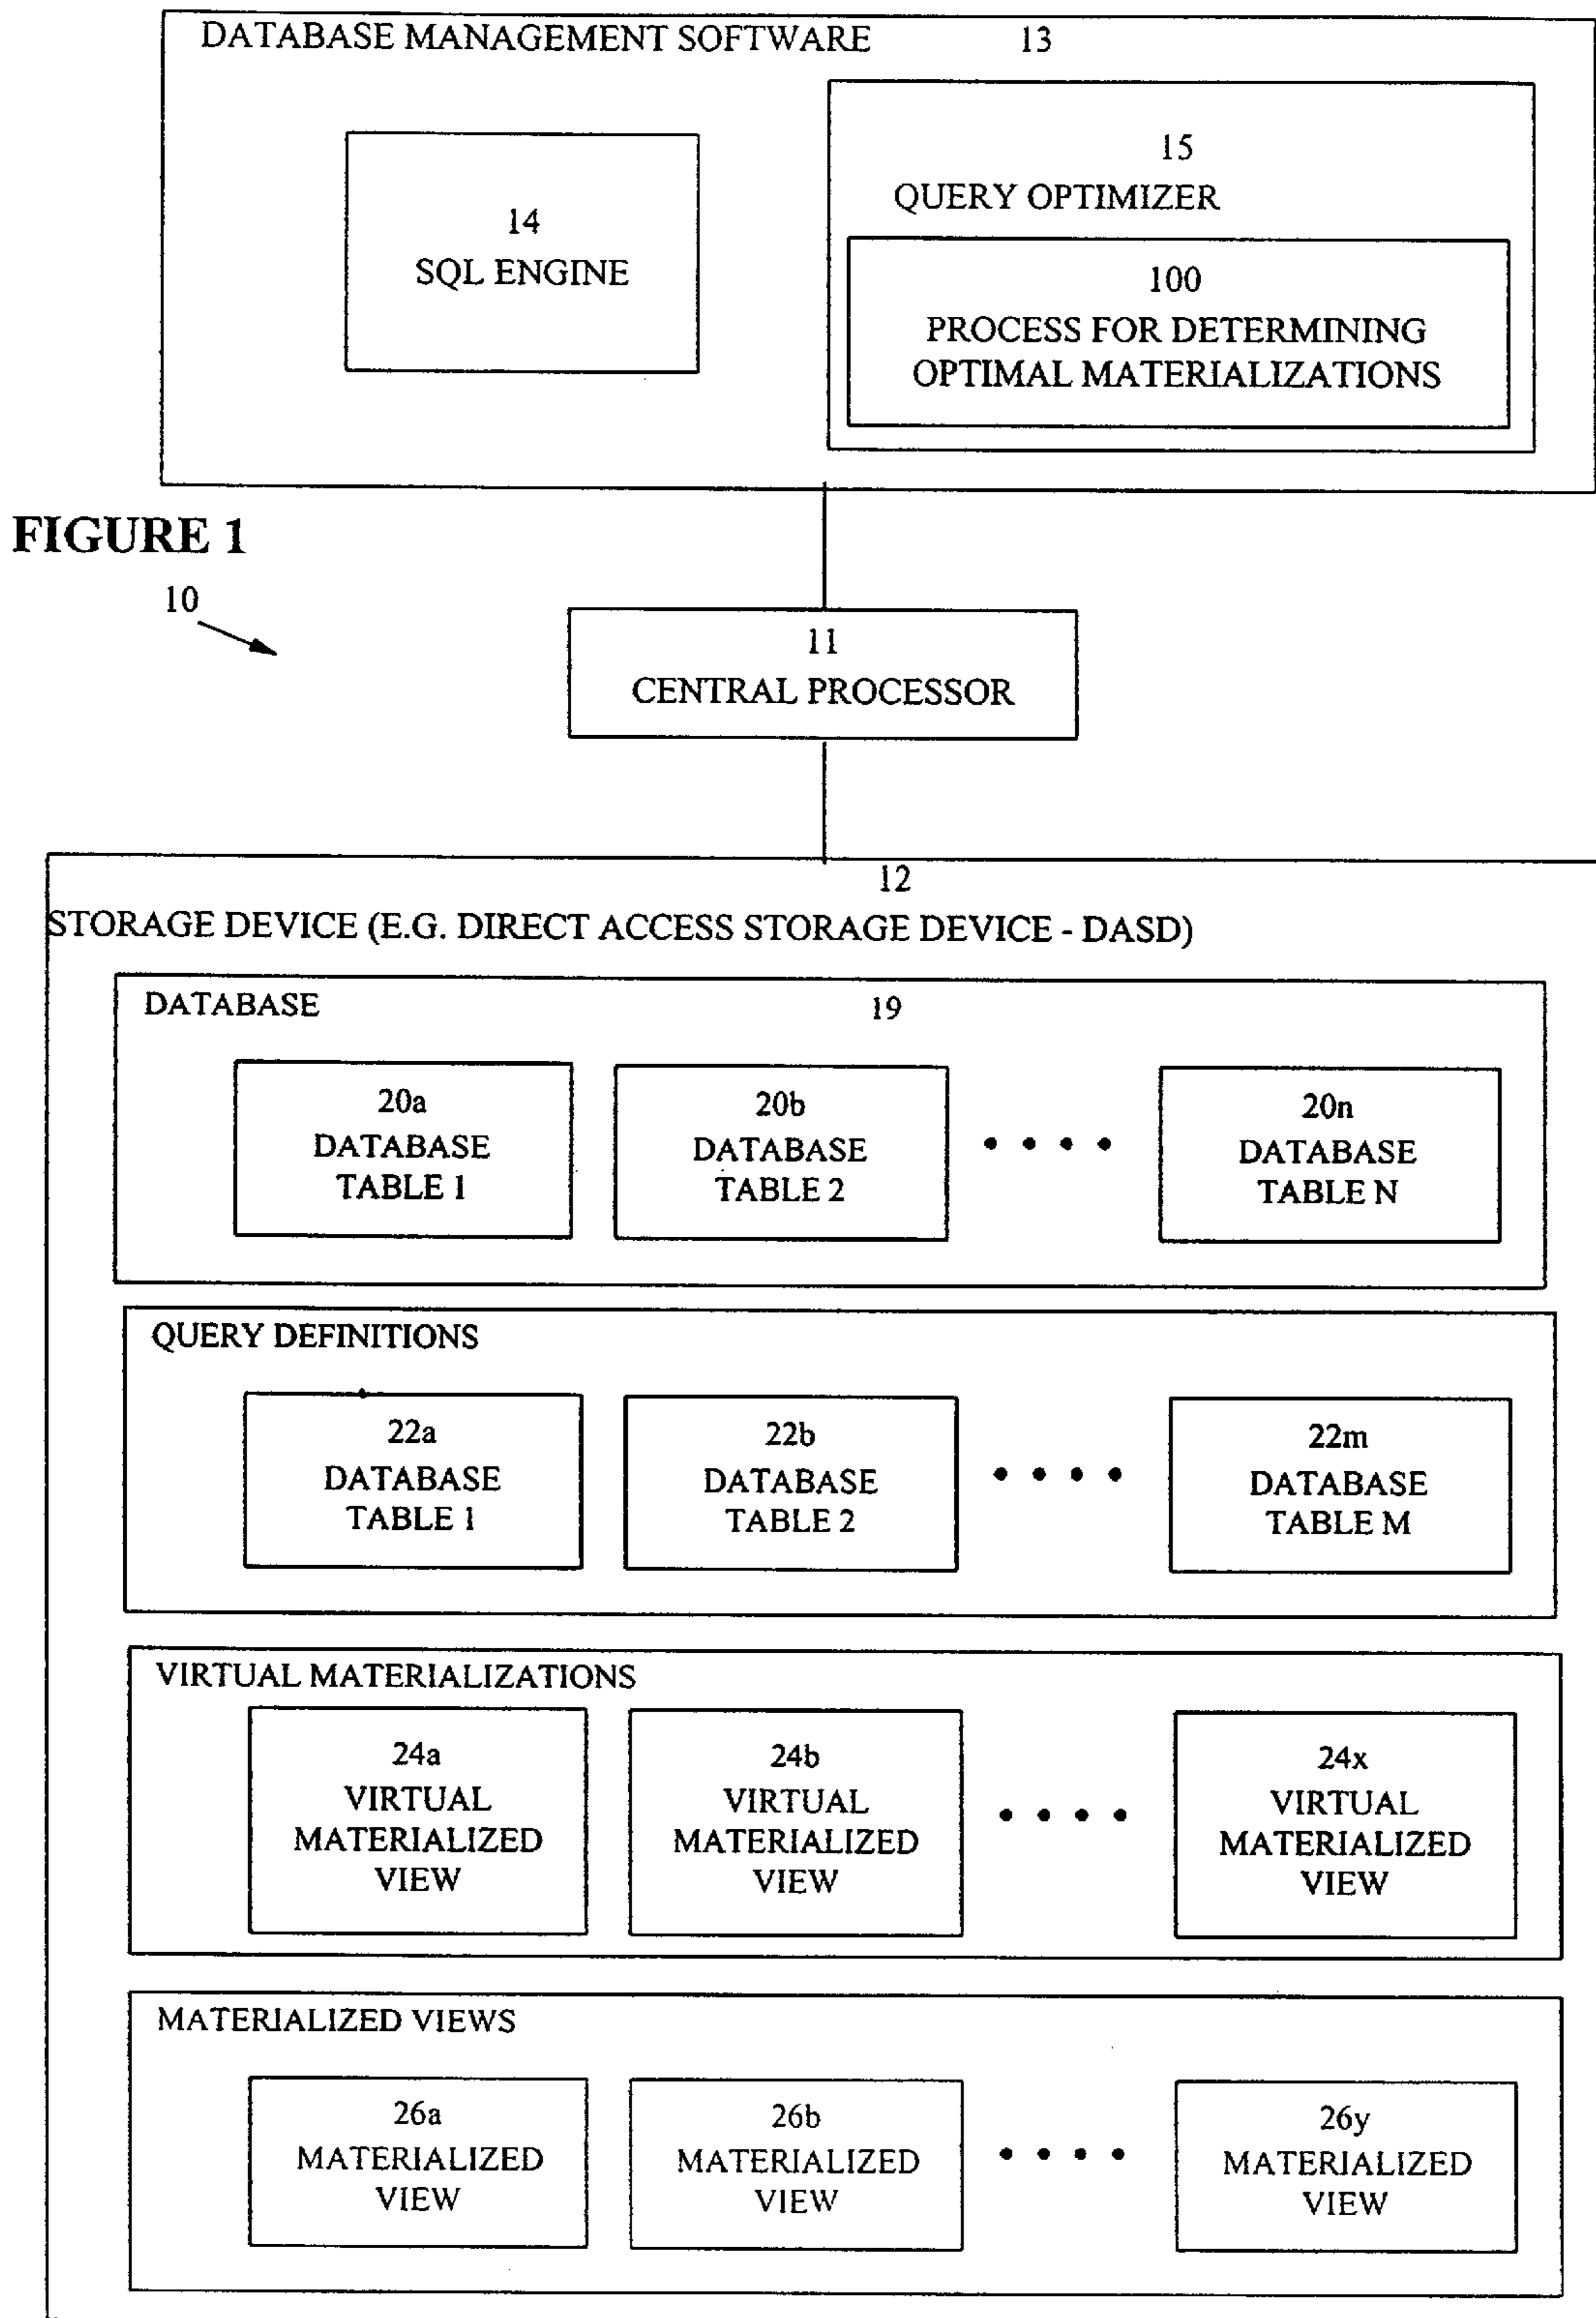 DATABASE MANAGEMENT SOFTWARE 13
14
SQL ENGINE
15
QUERY OPTIMIZER
100
PROCESS FOR DETERMINING
OPTIMAL MATERIALIZATIONS
FIGURE 1
10
11
CENTRAL PROCESSOR
12
STORAGE DEVICE (E.G. DIRECT ACCESS STORAGE DEVICE - DASD)
DATABASE 19
20a
DATABASE
TABLE 1
20b
DATABASE
TABLE 2
20n
DATABASE
TABLE N
QUERY DEFINITIONS
22a
DATABASE
TABLE 1
22b
DATABASE
TABLE 2
22m
DATABASE
TABLE M
VIRTUAL MATERIALIZATIONS
24a
VIRTUAL
MATERIALIZED
VIEW
24b
VIRTUAL
MATERIALIZED
VIEW
24x
VIRTUAL
MATERIALIZED
VIEW
MATERIALIZED VIEWS
26a
MATERIALIZED
VIEW
26b
MATERIALIZED
VIEW
26y
MATERIALIZED
VIEW